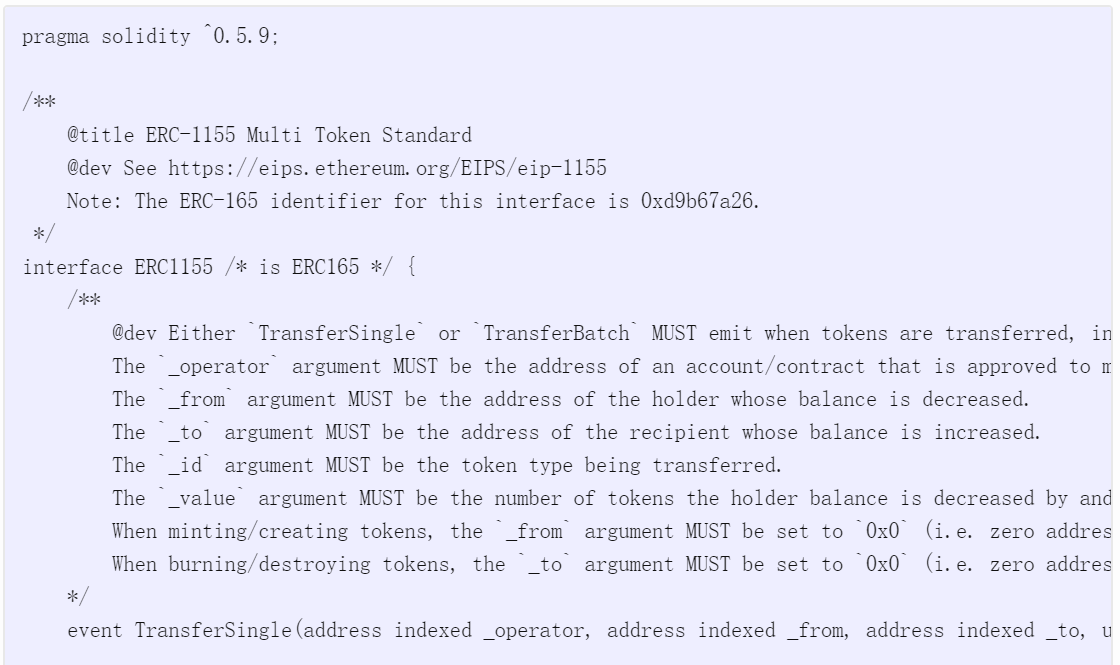 pragma solidity ^0.5.9;

/**
    @title ERC-1155 Multi Token Standard
    @dev See https://eips.ethereum.org/EIPS/eip-1155
    Note: The ERC-165 identifier for this interface is 0xd9b67a26.
 */
interface ERC1155 /* is ERC165 */ {
    /**
        @dev Either `TransferSingle` or `TransferBatch` MUST emit when tokens are transferred, in
        The `_operator` argument MUST be the address of an account/contract that is approved to m
        The `_from` argument MUST be the address of the holder whose balance is decreased.
        The `_to` argument MUST be the address of the recipient whose balance is increased.
        The `_id` argument MUST be the token type being transferred.
        The `_value` argument MUST be the number of tokens the holder balance is decreased by and
        When minting/creating tokens, the `_from` argument MUST be set to `0x0` (i.e. zero addres
        When burning/destroying tokens, the `_to` argument MUST be set to `0x0` (i.e. zero addres
    */
    event TransferSingle(address indexed _operator, address indexed _from, address indexed _to, u